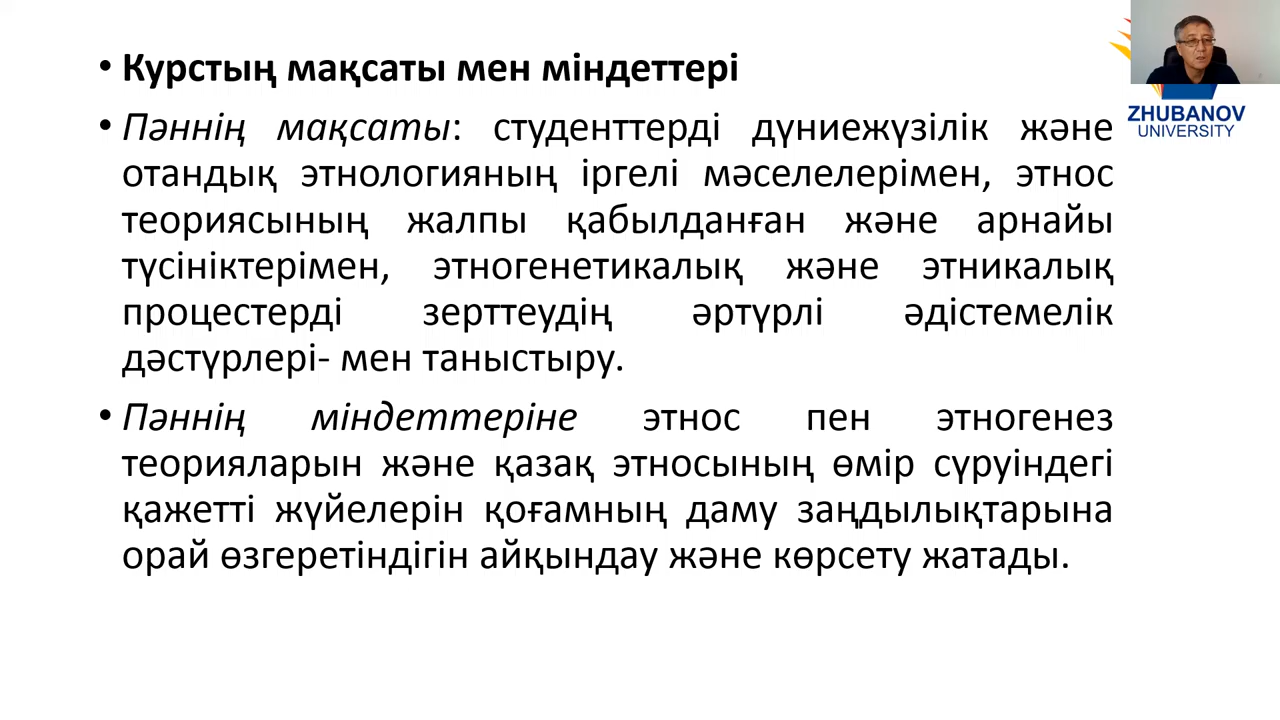 • Курстың мақсаты мен міндеттері
• Пәннің мақсаты: студенттерді дүниежүзілік және
отандық этнологияның іргелі мәселелерімен, этнос
теориясының жалпы қабылданған және арнайы
түсініктерімен, этногенетикалық және этникалық
процестерді зерттеудің әртүрлі әдістемелік
дәстүрлері- мен таныстыру.
• Пәннің міндеттеріне этнос пен этногенез
теорияларын және қазақ этносының өмір сүруіндегі
қажетті жүйелерін қоғамның даму заңдылықтарына
орай өзгеретіндігін айқындау және көрсету жатады.
ZHUBANOV
UNIVERSITY